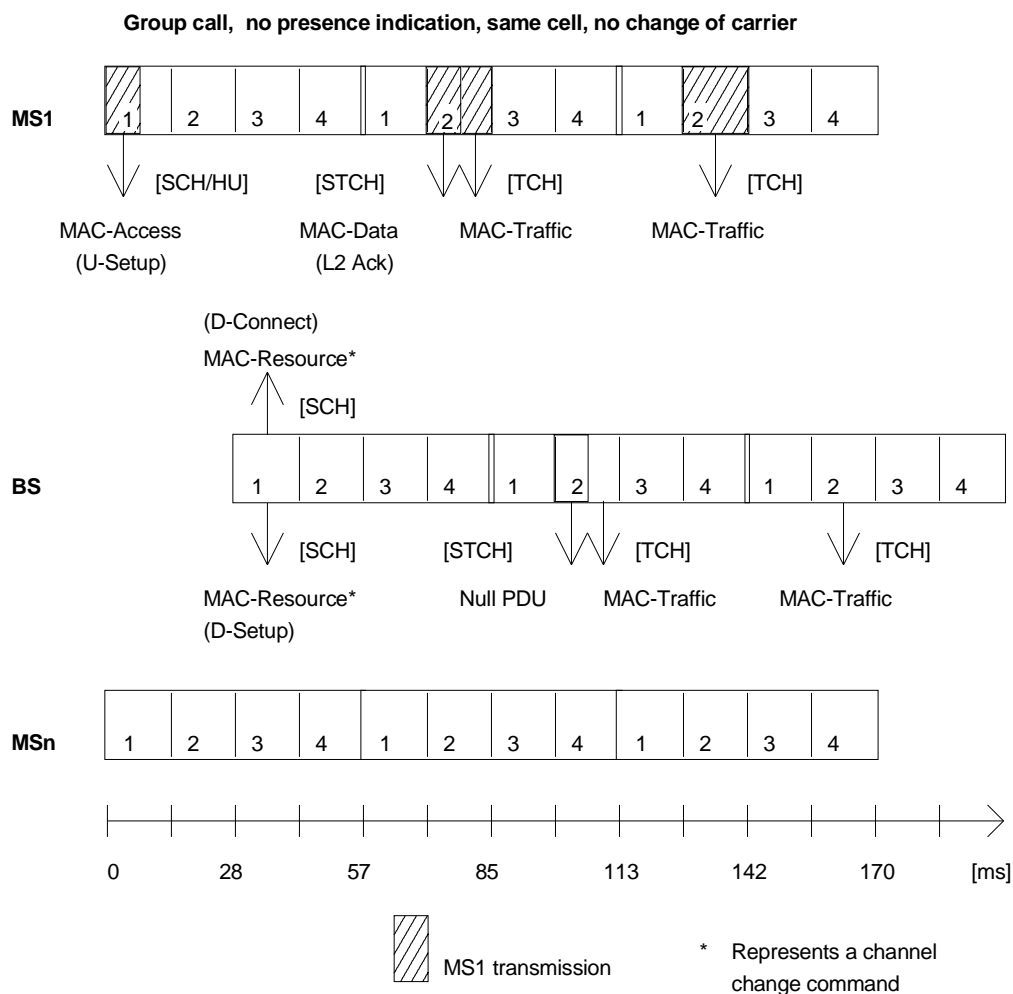 Group call, no presence indication, same cell, no change of carrier
MS1
1 2 3 4 1 2 3 4 1 2 3 4
[SCH/HU] [STCH] [TCH] [TCH]
MAC-Access MAC-Data MAC-Traffic MAC-Traffic
(U-Setup) (L2 Ack)
(D-Connect)
MAC-Resource*
[SCH]
BS
1 2 3 4 1 2 3 4 1 2 3 4
[SCH] [STCH] [TCH] [TCH]
MAC-Resource* Null PDU MAC-Traffic MAC-Traffic
(D-Setup)
MSn
1 2 3 4 1 2 3 4 1 2 3 4
0 28 57 85 113 142 170 [ms]
MS1 transmission
* Represents a channel
change command